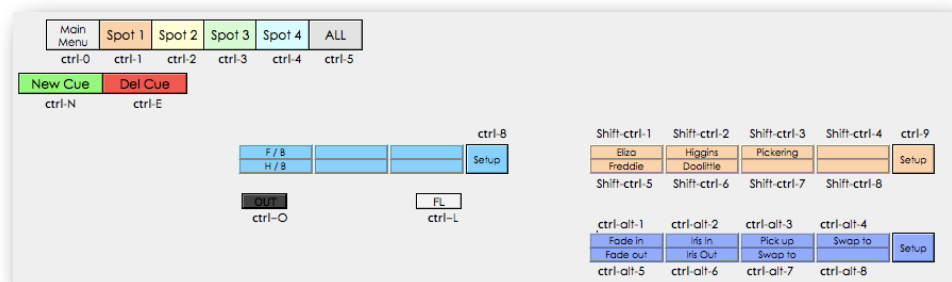 Main Menu Spot 1 Spot 2 Spot 3 Spot 4 ALL
ctrl-0 ctrl-1 ctrl-2 ctrl-3 ctrl-4 ctrl-5
New Cue Del Cue
ctrl-N ctrl-E
ctrl-8 Shift-ctrl-1 Shift-ctrl-2 Shift-ctrl-3 Shift-ctrl-4 ctrl-9
F / B Eliza Higgins Pickering
Setup Setup
H / B Freddie Doolittle
Shift-ctrl-5 Shift-ctrl-6 Shift-ctrl-7 Shift-ctrl-8
OUT FL
ctrl-O ctrl-L
ctrl-alt-1 ctrl-alt-2 ctrl-alt-3 ctrl-alt-4
Fade in Iris In Pick up Swap to
Setup
Fade out Iris Out Swap to
ctrl-alt-5 ctrl-alt-6 ctrl-alt-7 ctrl-alt-8